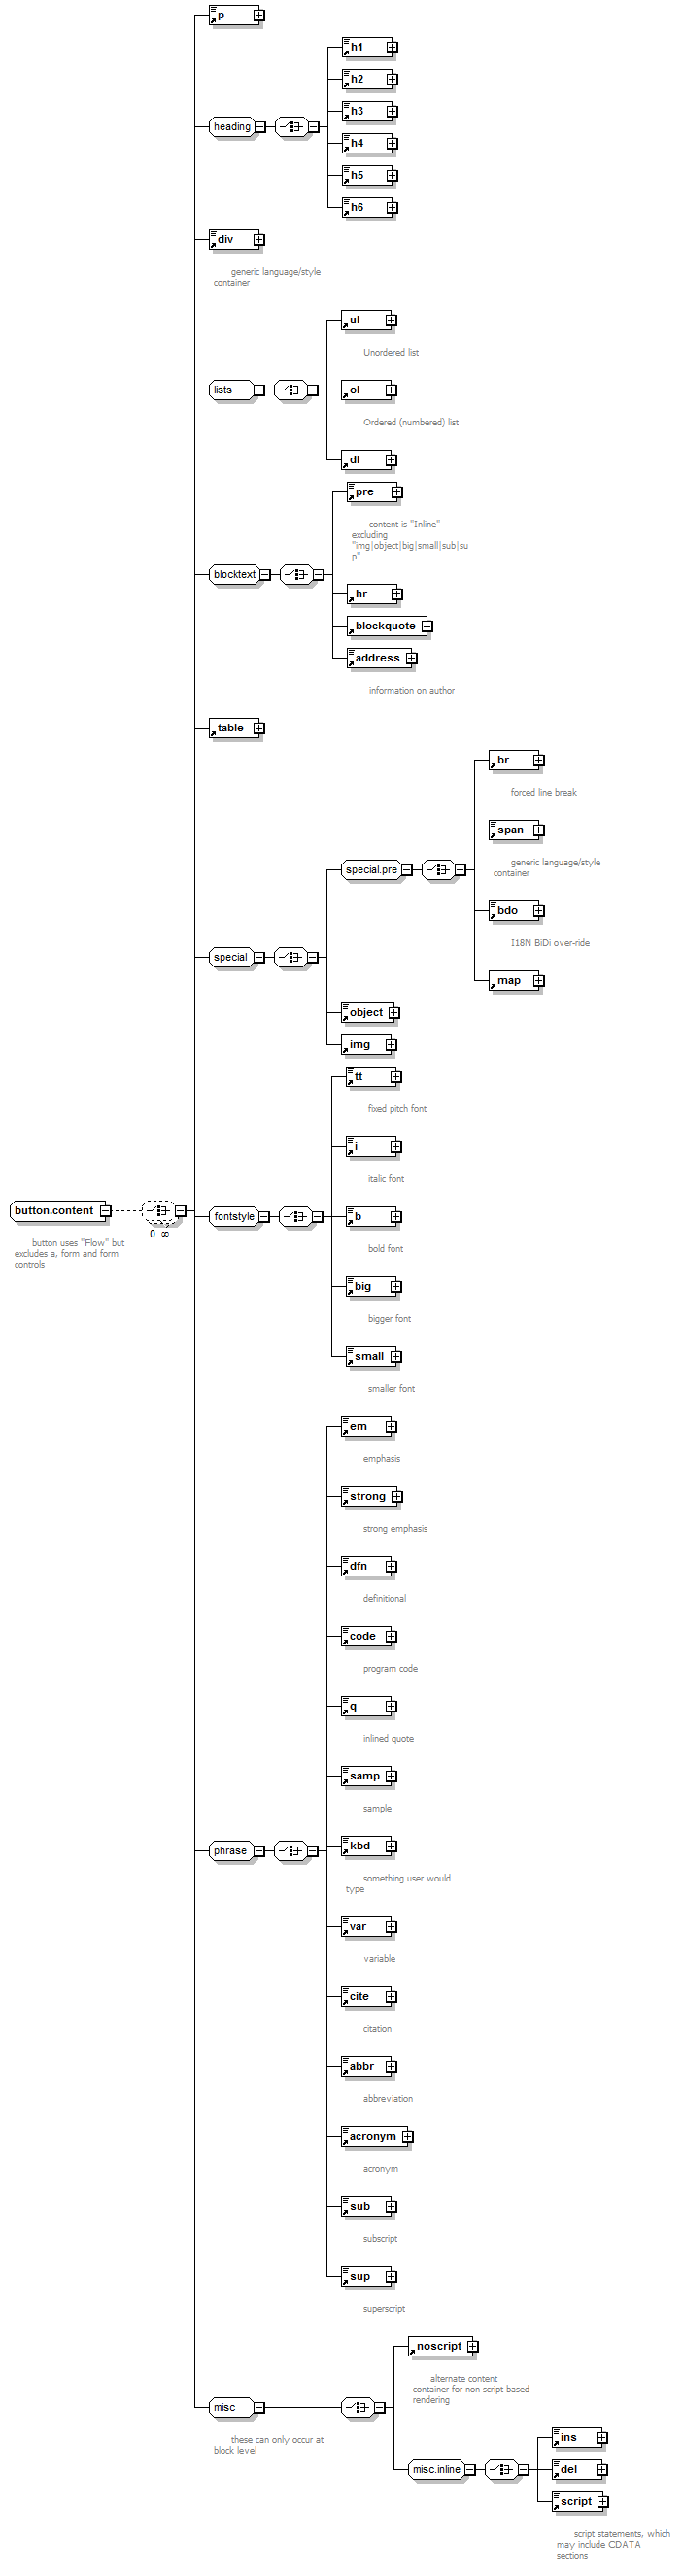 p
h1
h2
h3
heading
h4
h5
h6
div
generic language/style
container
ul
Unordered list
lists
ol
Ordered (numbered) list
dl
pre
content is "Inline"
excluding
"img|object|big|small|sub|su
p"
blocktext
hr
blockquote
address
information on author
table
br
forced line break
span
generic language/style
container
special.pre
bdo
I18N BiDi over-ride
special
map
object
img
tt
fixed pitch font
i
italic font
button.content
0..∞
button uses "Flow" but
excludes a, form and form
controls
fontstyle
b
bold font
big
bigger font
small
smaller font
em
emphasis
strong
strong emphasis
dfn
definitional
code
program code
q
inlined quote
samp
sample
phrase
kbd
something user would
type
var
variable
cite
citation
abbr
abbreviation
acronym
acronym
sub
subscript
sup
superscript
noscript
alternate content
container for non script-based
rendering
misc
these can only occur at
block level
ins
misc.inline
del
script
script statements, which
may include CDATA
sections